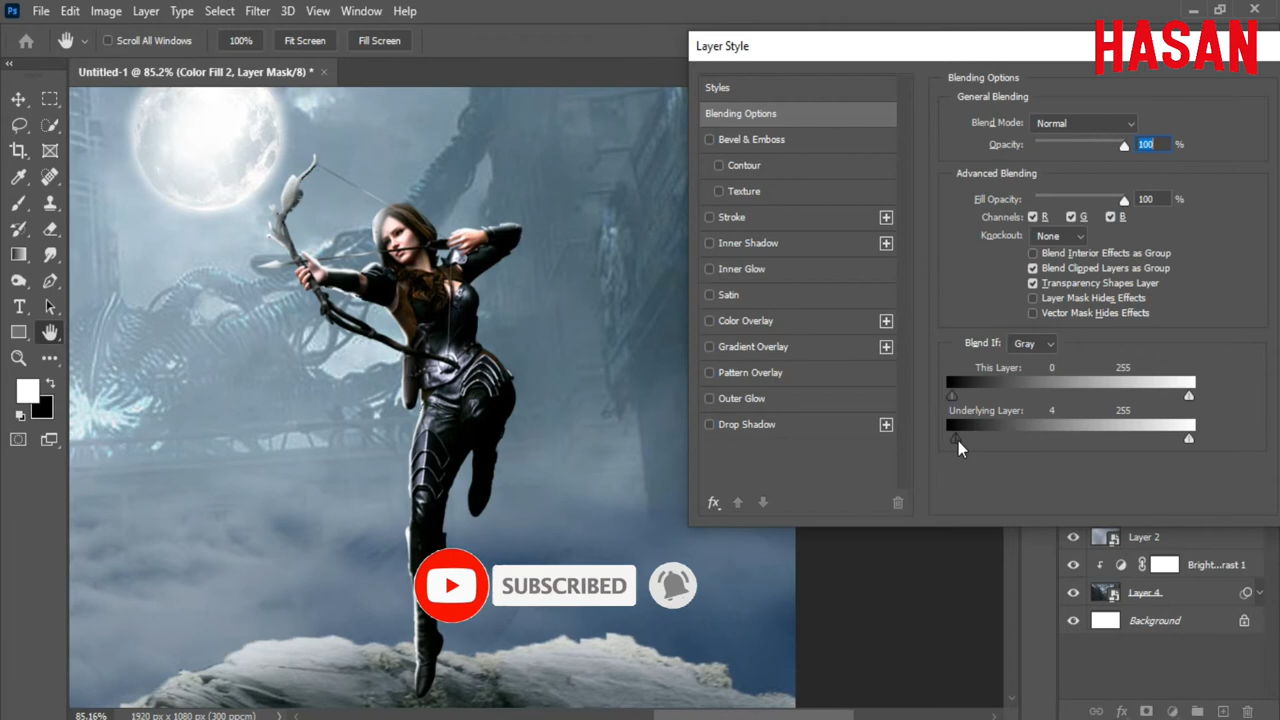 Ps File Edit Image Layer Type Select Filter 3D View Window Help
Scroll All Windows 100% Fit Screen Fill Screen
Untitled-1 @ 85.2% (Color Fill 2, Layer Mask/8) *
Layer Style
HASAN
Styles
Blending Options
Bevel & Emboss
Contour
Texture
Stroke
Inner Shadow
Inner Glow
Satin
Color Overlay
Gradient Overlay
Pattern Overlay
Outer Glow
Drop Shadow
fx
Blending Options
General Blending
Blend Mode: Normal
Opacity: 100 %
Advanced Blending
Fill Opacity: 100 %
Channels: R G B
Knockout: None
Blend Interior Effects as Group
Blend Clipped Layers as Group
Transparency Shapes Layer
Layer Mask Hides Effects
Vector Mask Hides Effects
Blend If: Gray
This Layer: 0 255
Underlying Layer: 4 255
Layer 2
Bright...rast 1
Layer 4
Background
SUBSCRIBED
85.16% 1920 px x 1080 px (300 ppcm)
fx